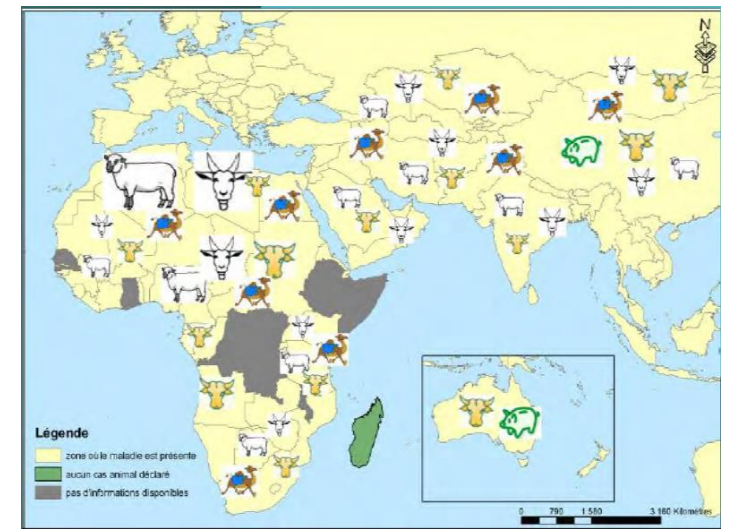 N
Légende
zone où le maladie est présente
aucun cas animal déclaré
pas d'informations disponibles
0 790 1 580 3 160 Kilomètres